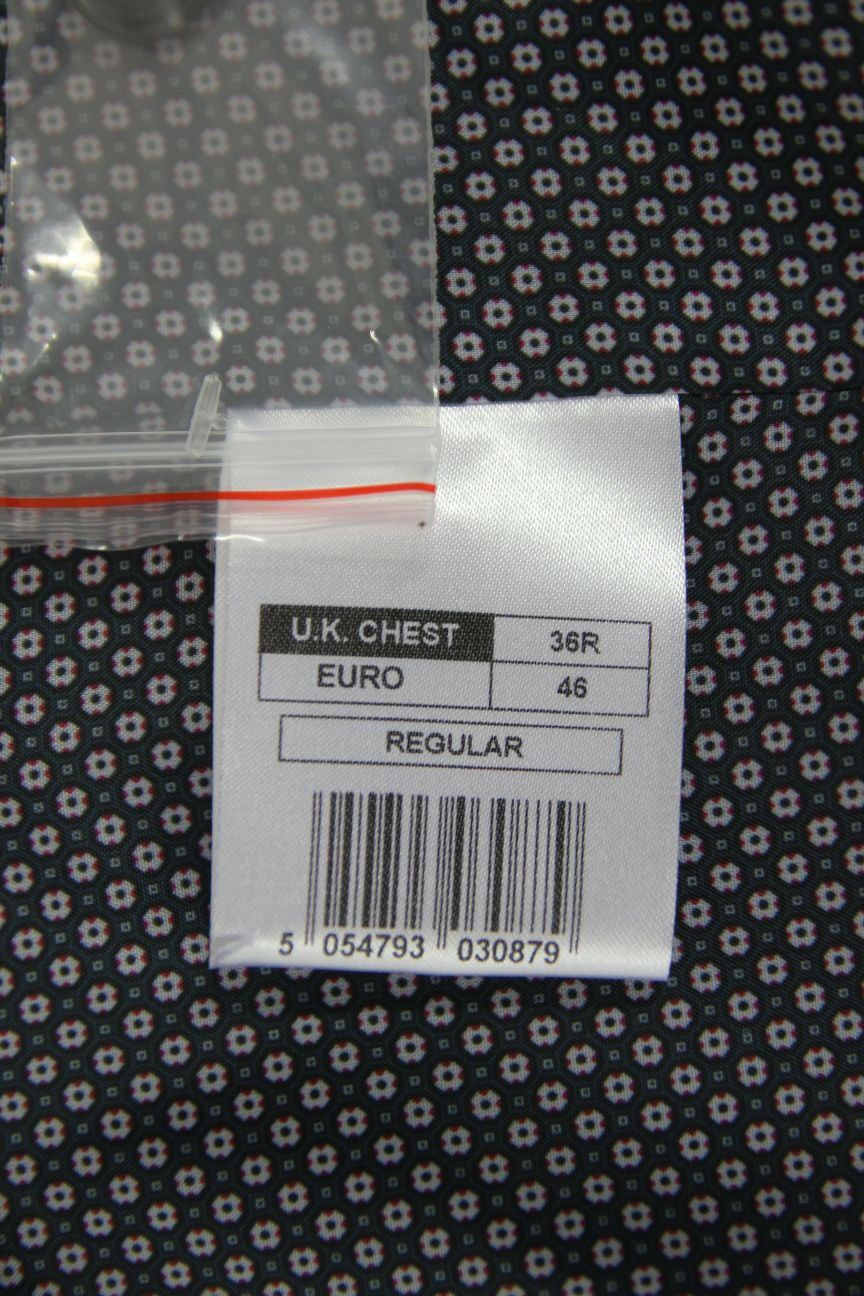 U.K. CHEST 36R
EURO 46
REGULAR
5 054793 030879